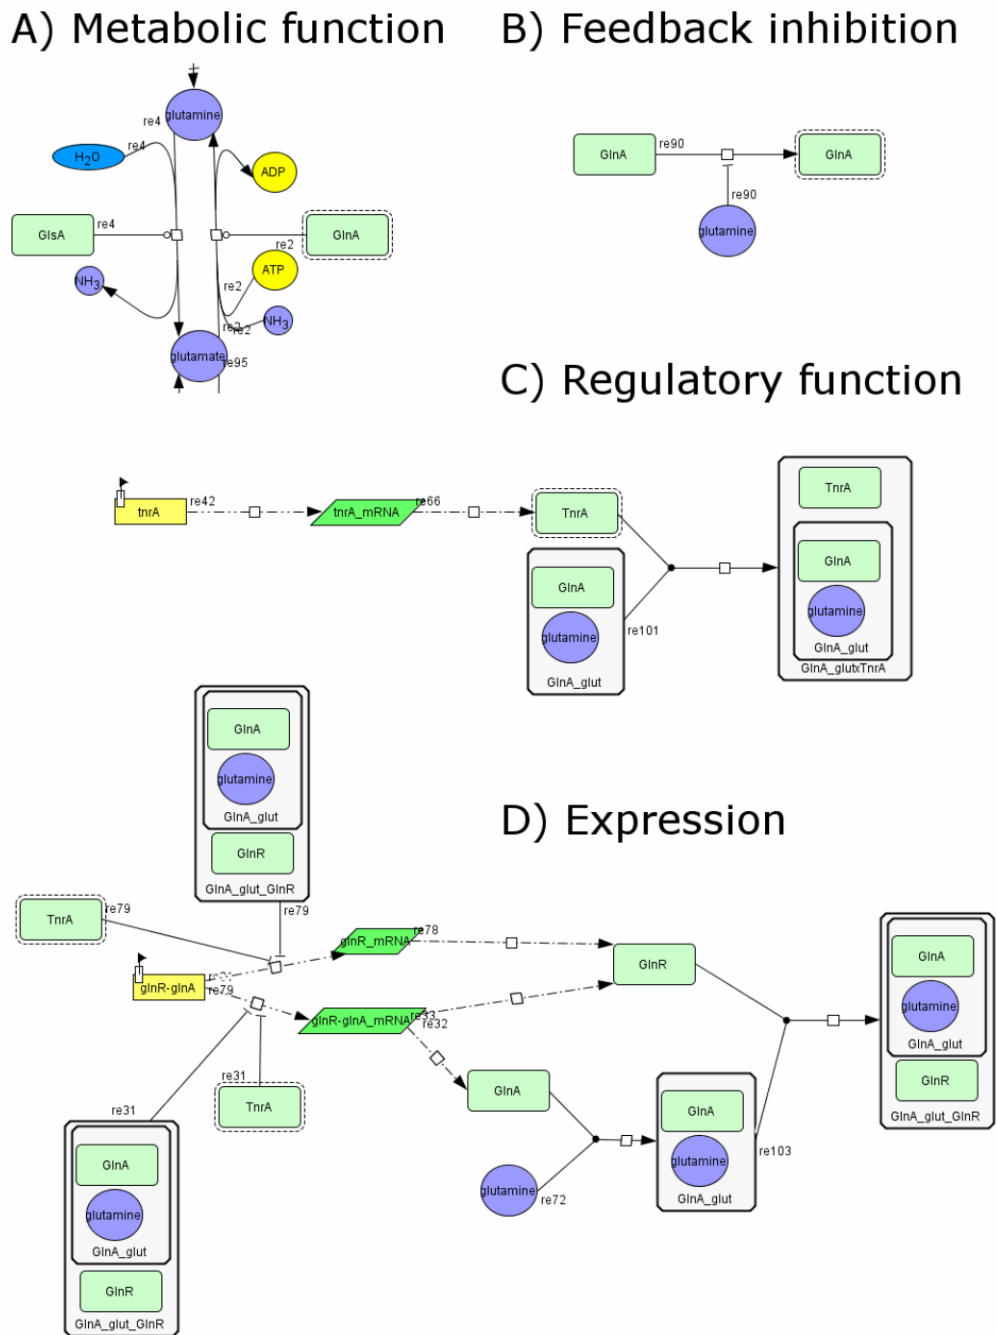 A) Metabolic function
B) Feedback inhibition
glutamine
re4
re4
H2O
ADP
GlsA
re4
GlnA
re2
NH3
ATP
re2
NH3
re2
re2
glutamate
re95
GlnA
re90
GlnA
re90
glutamine
C) Regulatory function
tnrA
re42
tnrA_mRNA
re66
TnrA
GlnA
glutamine
GlnA_glut
re101
TnrA
GlnA
glutamine
GlnA_glut
GlnA_glutxTnrA
D) Expression
GlnA
glutamine
GlnA_glut
GlnR
GlnA_glut_GlnR
re79
TnrA
re79
glnR-glnA
re79
glnR_mRNA
re78
glnR-glnA_mRNA
re33
re32
GlnR
re31
TnrA
re31
GlnA
glutamine
GlnA_glut
GlnR
GlnA_glut_GlnR
GlnA
glutamine
re72
GlnA
glutamine
GlnA_glut
re103
GlnA
glutamine
GlnA_glut
GlnR
GlnA_glut_GlnR